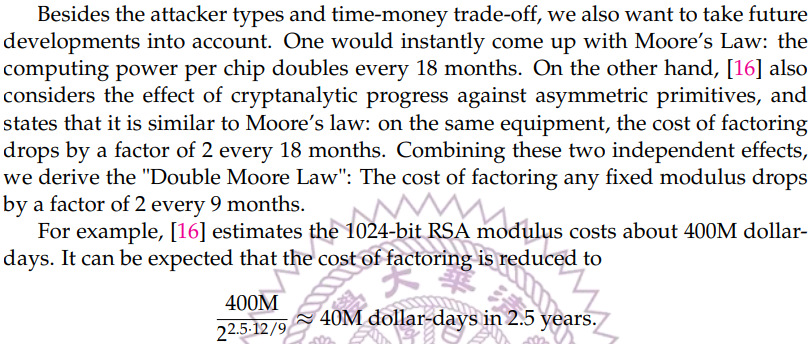 Besides the attacker types and time-money trade-off, we also want to take future
developments into account. One would instantly come up with Moore's Law: the
computing power per chip doubles every 18 months. On the other hand, [16] also
considers the effect of cryptanalytic progress against asymmetric primitives, and
states that it is similar to Moore's law: on the same equipment, the cost of factoring
drops by a factor of 2 every 18 months. Combining these two independent effects,
we derive the "Double Moore Law": The cost of factoring any fixed modulus drops
by a factor of 2 every 9 months.
For example, [16] estimates the 1024-bit RSA modulus costs about 400M dollar-
days. It can be expected that the cost of factoring is reduced to
400M / 2^{2.5·12/9} ≈ 40M dollar-days in 2.5 years.
大 華
學 清